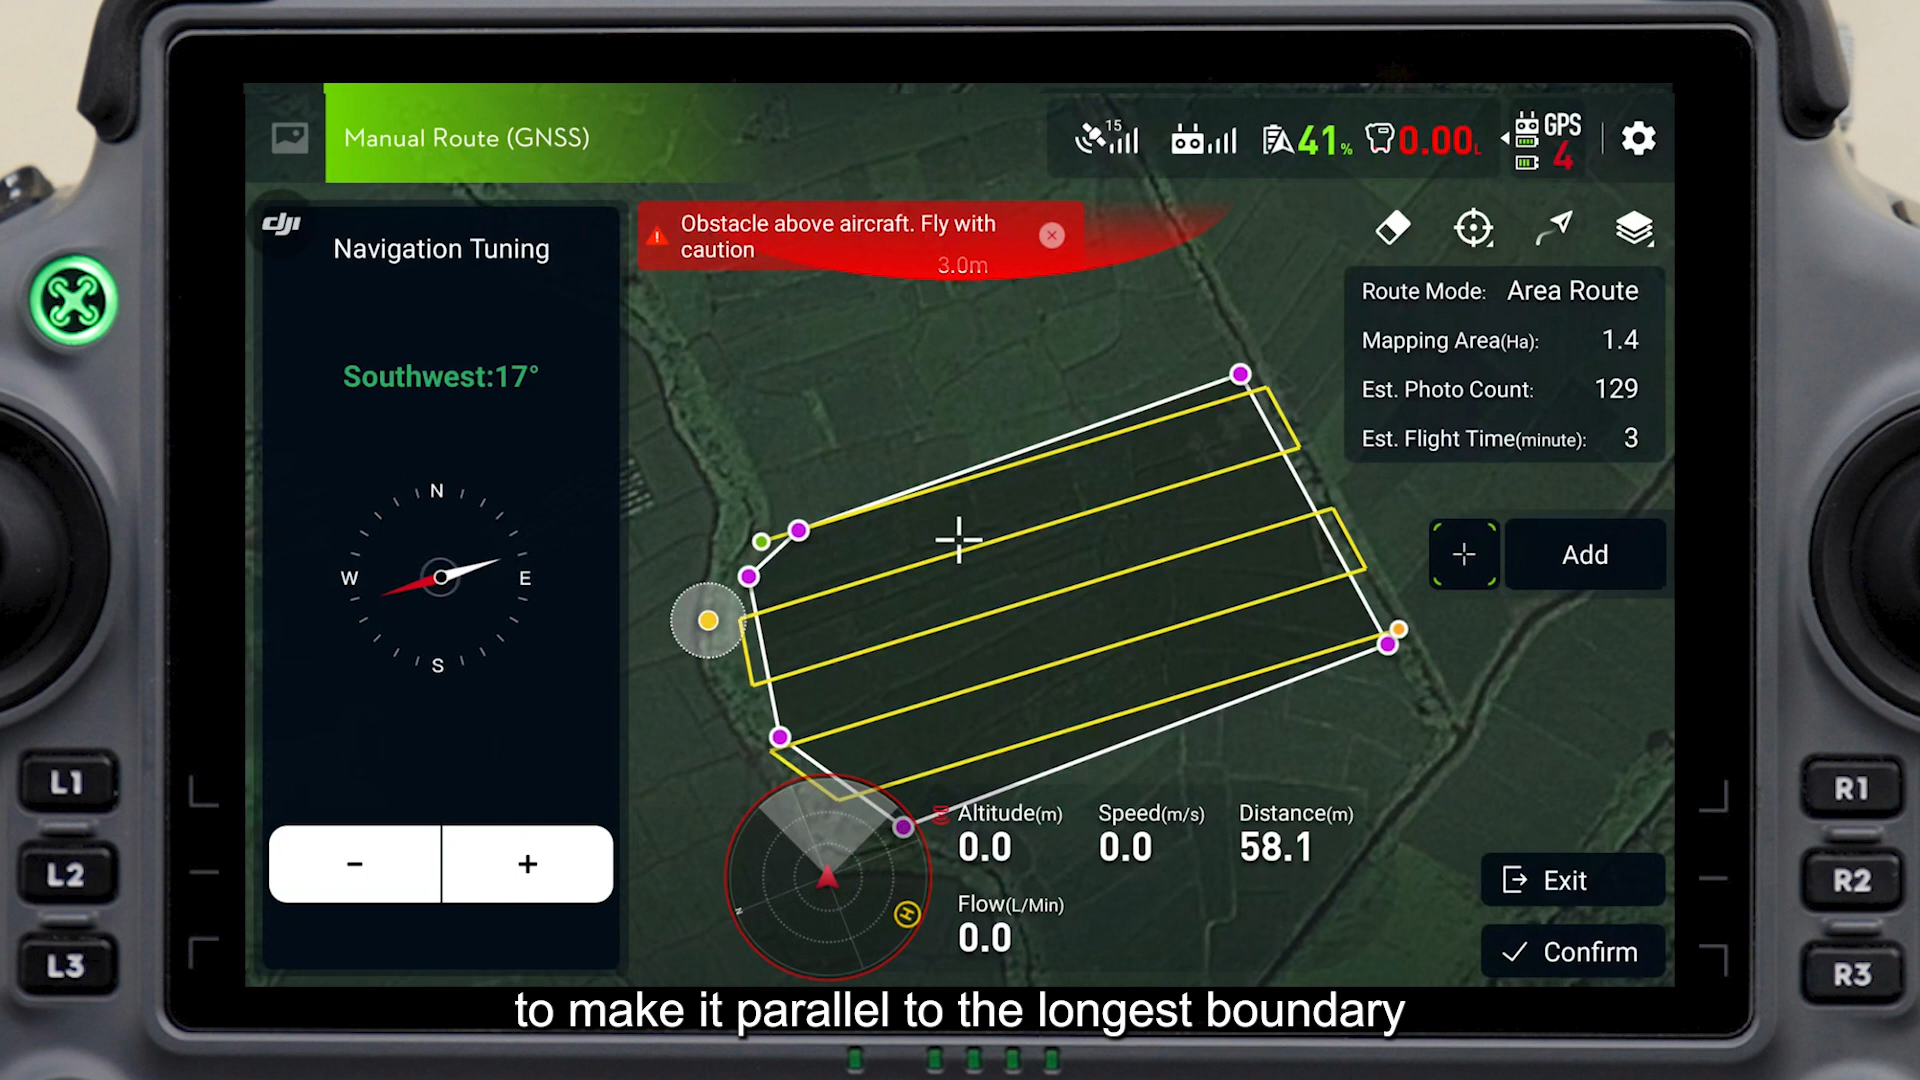 Manual Route (GNSS)
15
41%
0.00L
GPS
4
dji
Navigation Tuning
Obstacle above aircraft. Fly with
caution
3.0m
Southwest:17°
Route Mode: Area Route
Mapping Area(Ha): 1.4
Est. Photo Count: 129
Est. Flight Time(minute): 3
N
W
E
S
Add
- +
Altitude(m) Speed(m/s) Distance(m)
0.0 0.0 58.1
Flow(L/Min)
0.0
N
H
Exit
Confirm
L1
L2
L3
R1
R2
R3
to make it parallel to the longest boundary